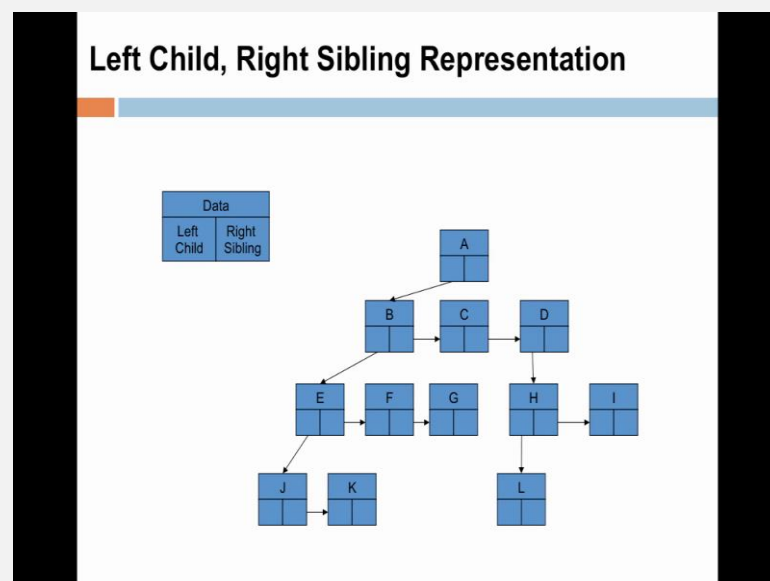 Left Child, Right Sibling Representation
Data
Left Child
Right Sibling
A
B
C
D
E
F
G
H
I
J
K
L